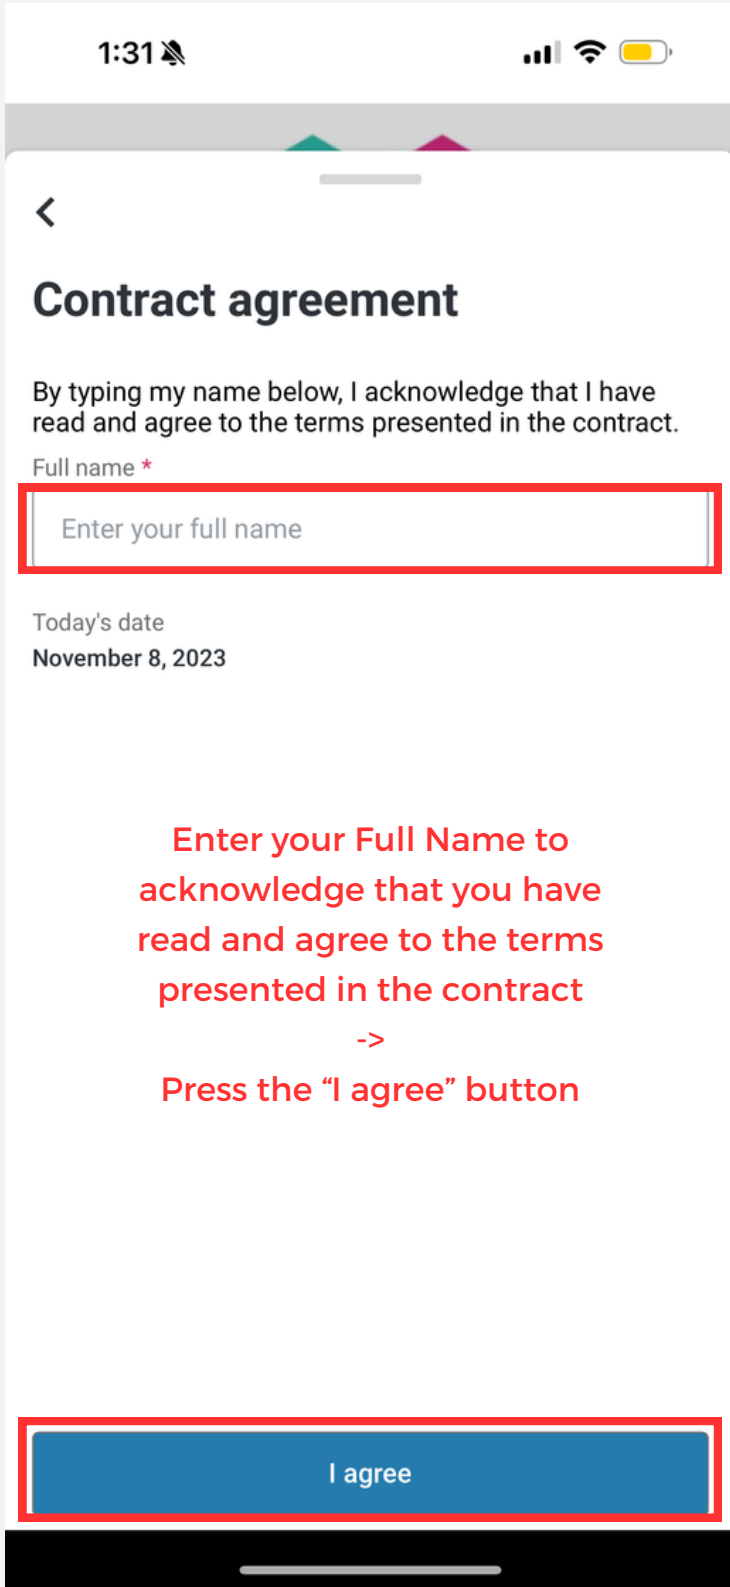 1:31
Contract agreement
By typing my name below, I acknowledge that I have
read and agree to the terms presented in the contract.
Full name *
Enter your full name
Today's date
November 8, 2023
Enter your Full Name to
acknowledge that you have
read and agree to the terms
presented in the contract
->
Press the “I agree” button
I agree